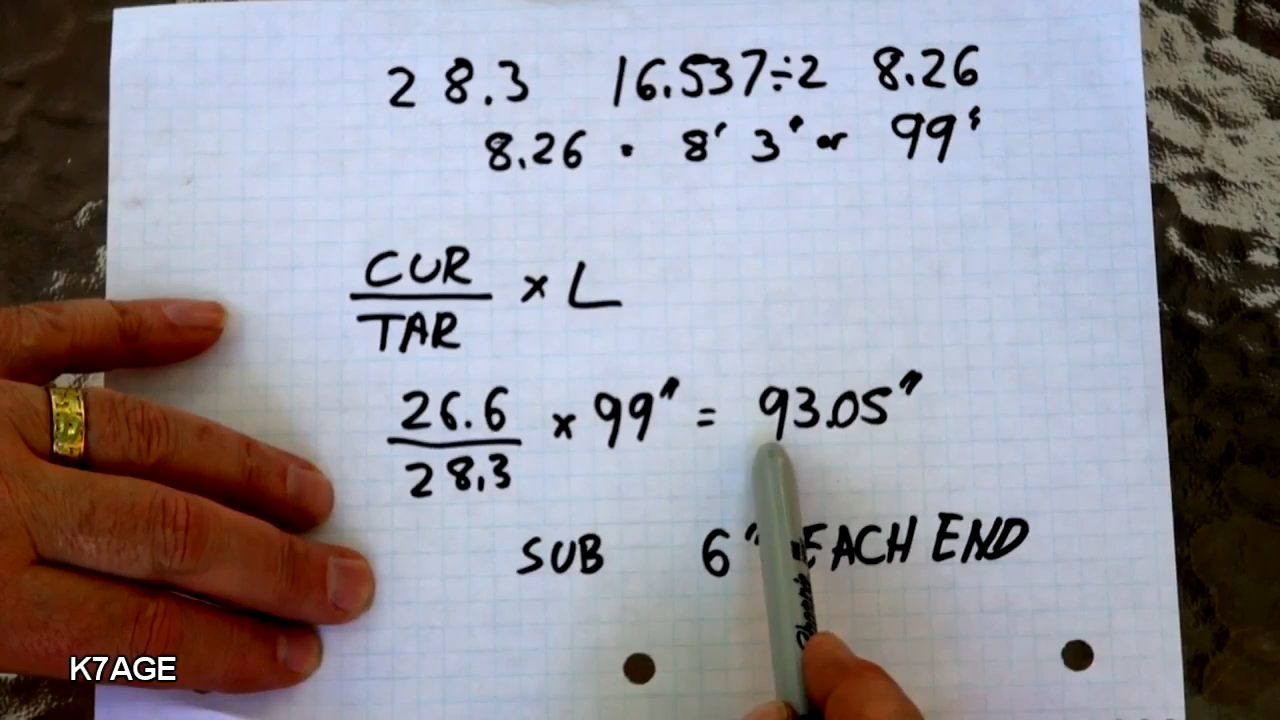 28.3 16.537÷2 8.26
8.26 = 8' 3" or 99"
CUR
TAR
x L
26.6
28.3
x 99" = 93.05"
SUB 6" EACH END
K7AGE